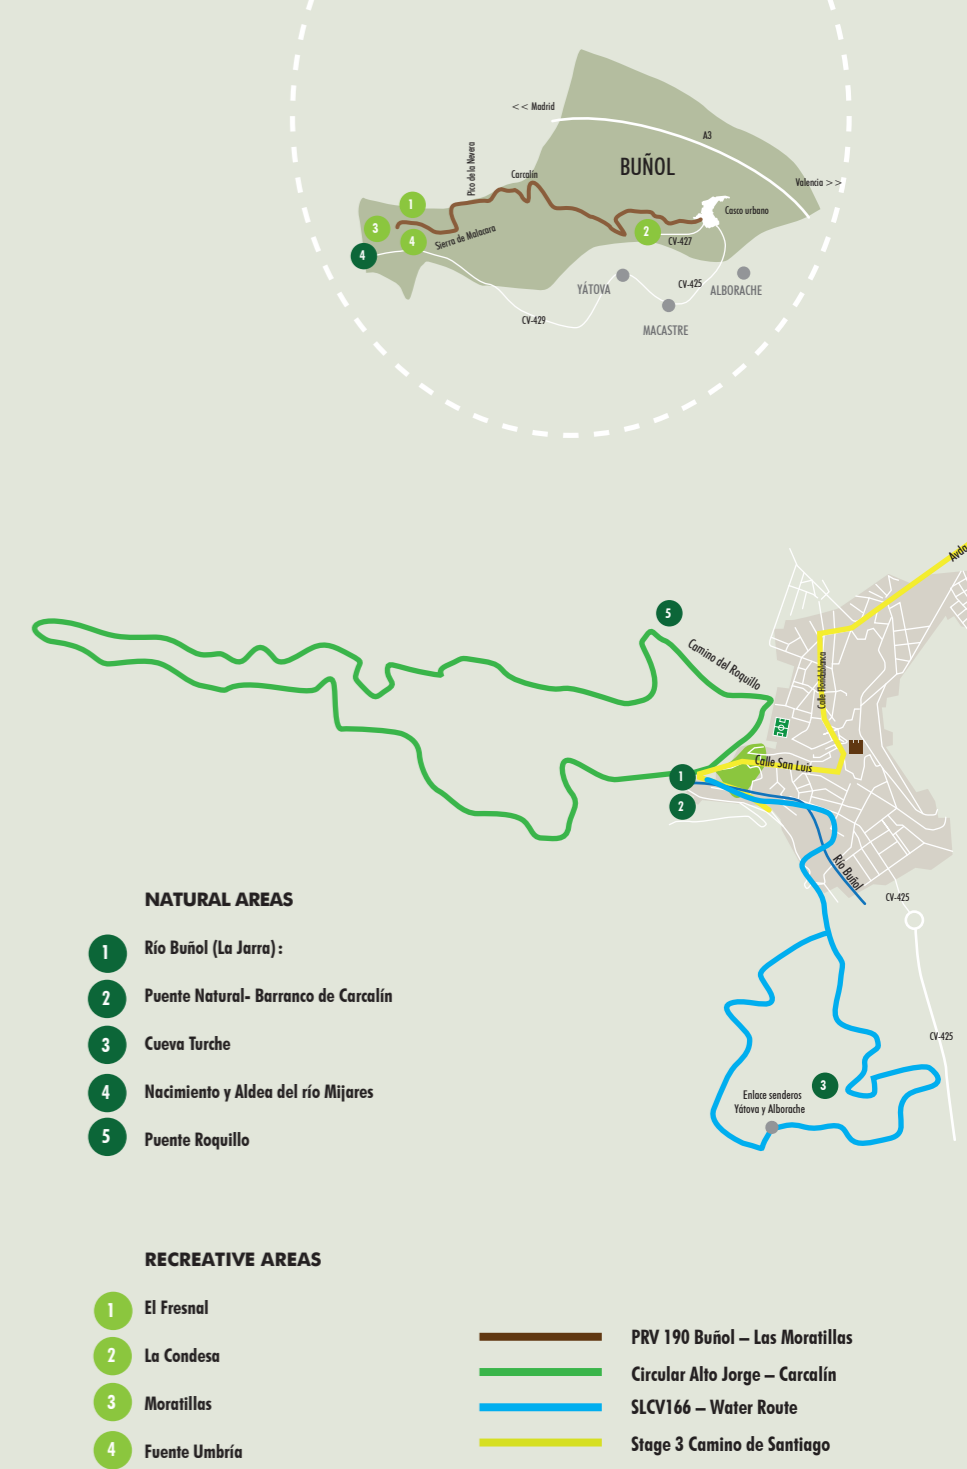 << Madrid
A3
BUÑOL
Valencia >>
Pico de la Nevera
Carcalín
Casco urbano
1
3
4
4
Sierra de Malacara
2
CV-427
YÁTOVA
CV-425
ALBORACHE
MACASTRE
CV-429
Avda
5
Camino del Roquillo
Calle Floridablanca
Calle San Luis
1
2
Río Buñol
CV-425
CV-425
3
Enlace senderos
Yátova y Alborache
NATURAL AREAS
1 Río Buñol (La Jarra):
2 Puente Natural- Barranco de Carcalín
3 Cueva Turche
4 Nacimiento y Aldea del río Mijares
5 Puente Roquillo
RECREATIVE AREAS
1 El Fresnal
2 La Condesa
3 Moratillas
4 Fuente Umbría
PRV 190 Buñol – Las Moratillas
Circular Alto Jorge – Carcalín
SLCV166 – Water Route
Stage 3 Camino de Santiago